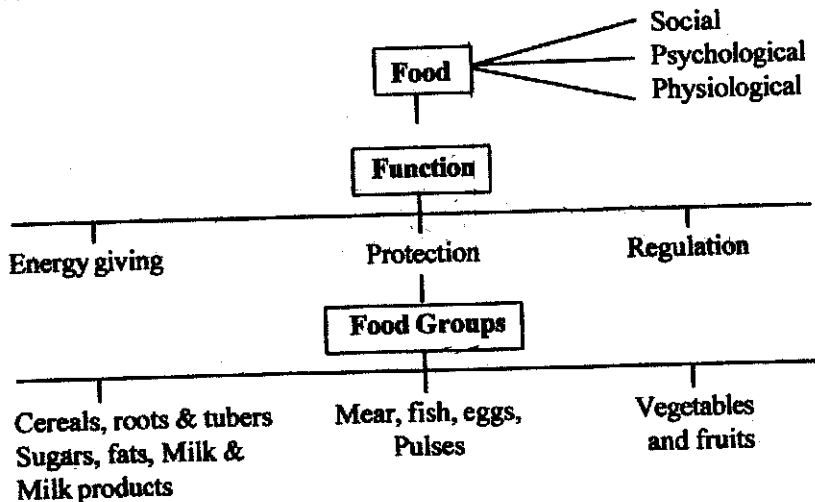 Social
Food
Psychological
Physiological
Function
Energy giving
Protection
Regulation
Food Groups
Cereals, roots & tubers
Sugars, fats, Milk &
Milk products
Mear, fish, eggs,
Pulses
Vegetables
and fruits